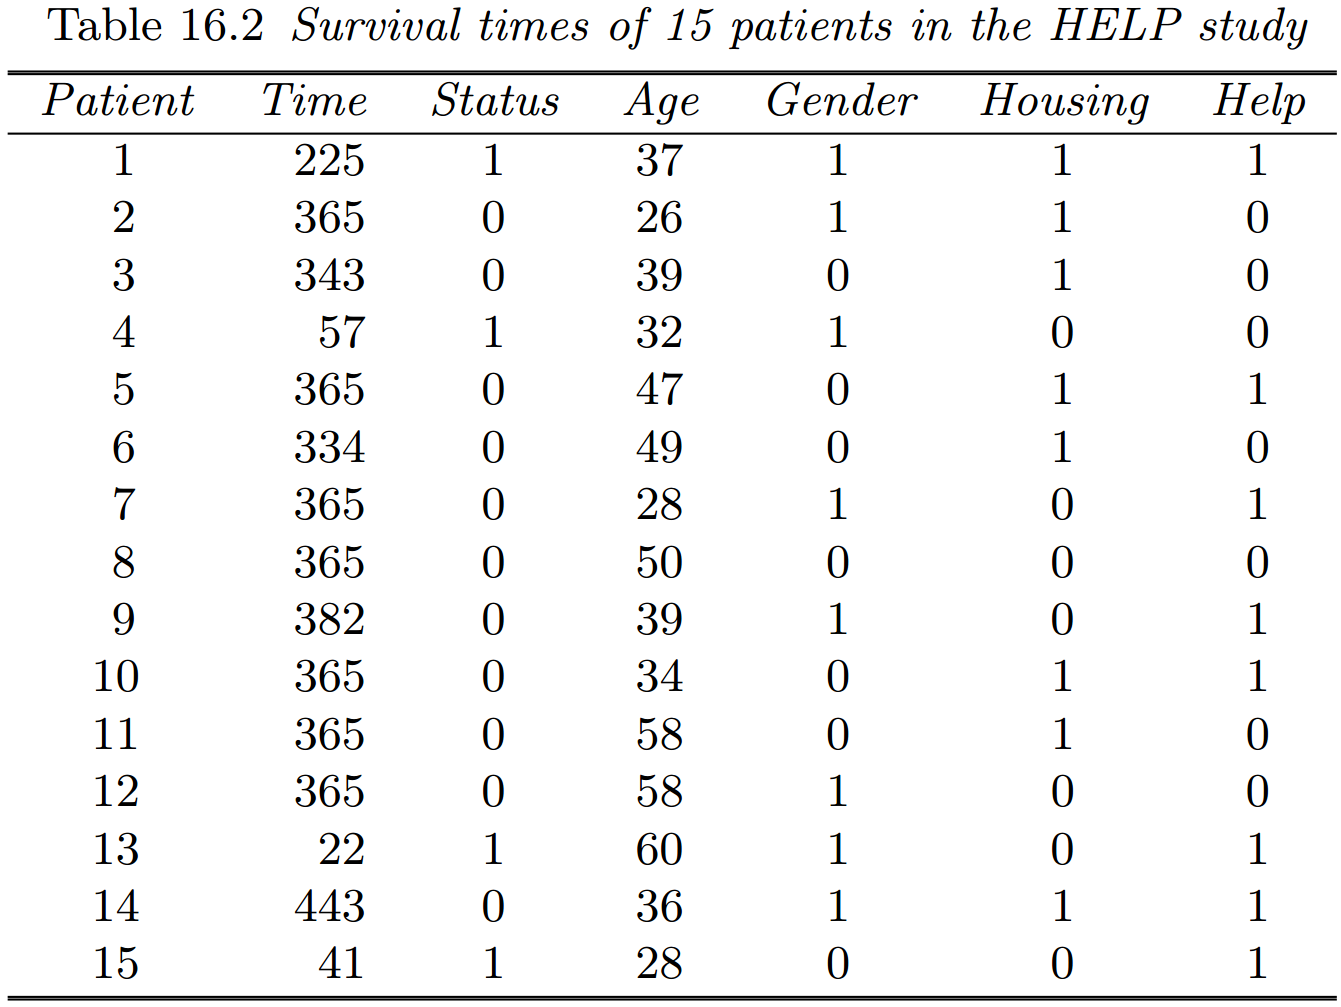 Table 16.2 Survival times of 15 patients in the HELP study
Patient Time Status Age Gender Housing Help
1 225 1 37 1 1 1
2 365 0 26 1 1 0
3 343 0 39 0 1 0
4 57 1 32 1 0 0
5 365 0 47 0 1 1
6 334 0 49 0 1 0
7 365 0 28 1 0 1
8 365 0 50 0 0 0
9 382 0 39 1 0 1
10 365 0 34 0 1 1
11 365 0 58 0 1 0
12 365 0 58 1 0 0
13 22 1 60 1 0 1
14 443 0 36 1 1 1
15 41 1 28 0 0 1